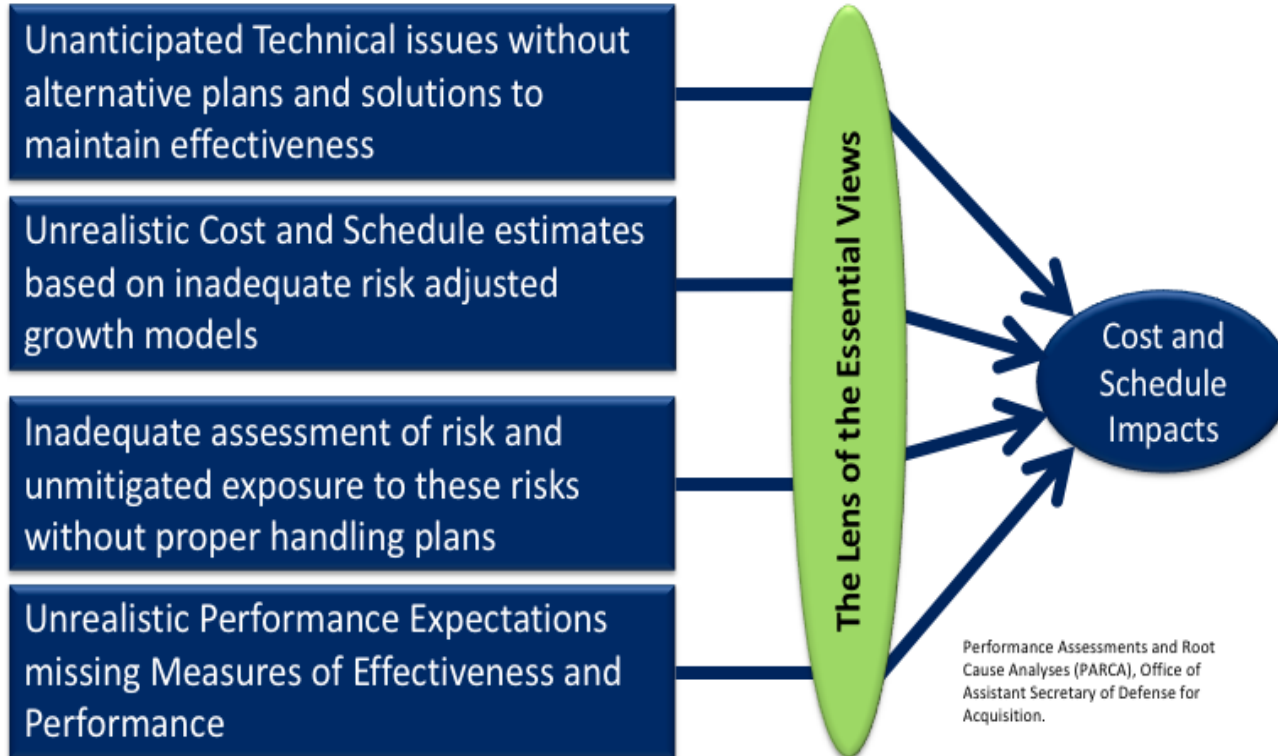 Unanticipated Technical issues without
alternative plans and solutions to
maintain effectiveness
Unrealistic Cost and Schedule estimates
based on inadequate risk adjusted
growth models
Inadequate assessment of risk and
unmitigated exposure to these risks
without proper handling plans
Unrealistic Performance Expectations
missing Measures of Effectiveness and
Performance
The Lens of the Essential Views
Cost and
Schedule
Impacts
Performance Assessments and Root
Cause Analyses (PARCA), Office of
Assistant Secretary of Defense for
Acquisition.